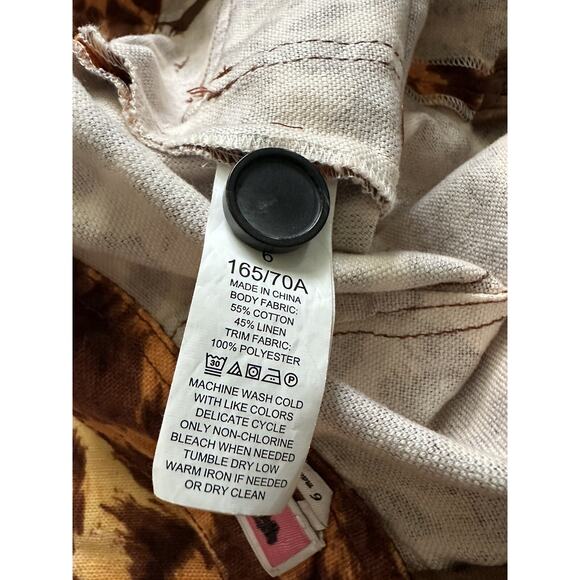 6
165/70A
MADE IN CHINA
BODY FABRIC:
55% COTTON
45% LINEN
TRIM FABRIC:
100% POLYESTER
30 P
MACHINE WASH COLD
WITH LIKE COLORS
DELICATE CYCLE
ONLY NON-CHLORINE
BLEACH WHEN NEEDED
TUMBLE DRY LOW
WARM IRON IF NEEDED
OR DRY CLEAN
6